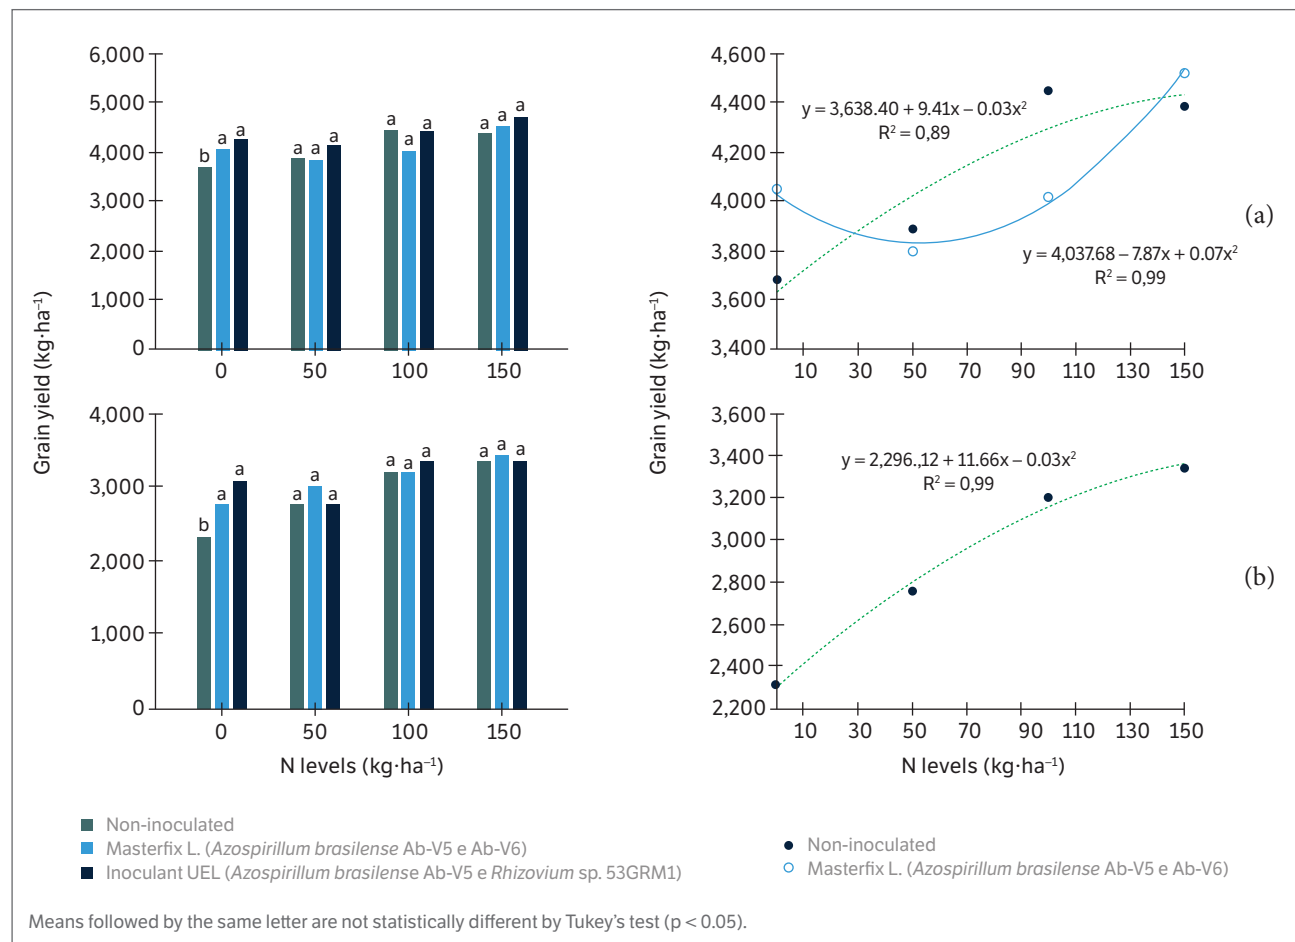 Grain yield (kg·ha⁻¹)
6,000
5,000
4,000
3,000
2,000
1,000
0
b a a
a a a
a a a
a a a
0 50 100 150
4,600
4,400
4,200
4,000
3,800
3,600
3,400
y = 3,638.40 + 9.41x – 0.03x²
R² = 0,89
y = 4,037.68 – 7.87x + 0.07x²
R² = 0,99
10 30 50 70 90 110 130 150
(a)
4,000
3,000
2,000
1,000
0
b a a
a a a
a a a
a a a
0 50 100 150
N levels (kg·ha⁻¹)
Grain yield (kg·ha⁻¹)
3,600
3,400
3,200
3,000
2,800
2,600
2,400
2,200
y = 2,296.,12 + 11.66x – 0.03x²
R² = 0,99
10 30 50 70 90 110 130 150
N levels (kg·ha⁻¹)
(b)
Non-inoculated
Masterfix L. (Azospirillum brasilense Ab-V5 e Ab-V6)
Inoculant UEL (Azospirillum brasilense Ab-V5 e Rhizovium sp. 53GRM1)
Non-inoculated
Masterfix L. (Azospirillum brasilense Ab-V5 e Ab-V6)
Means followed by the same letter are not statistically different by Tukey's test (p < 0.05).